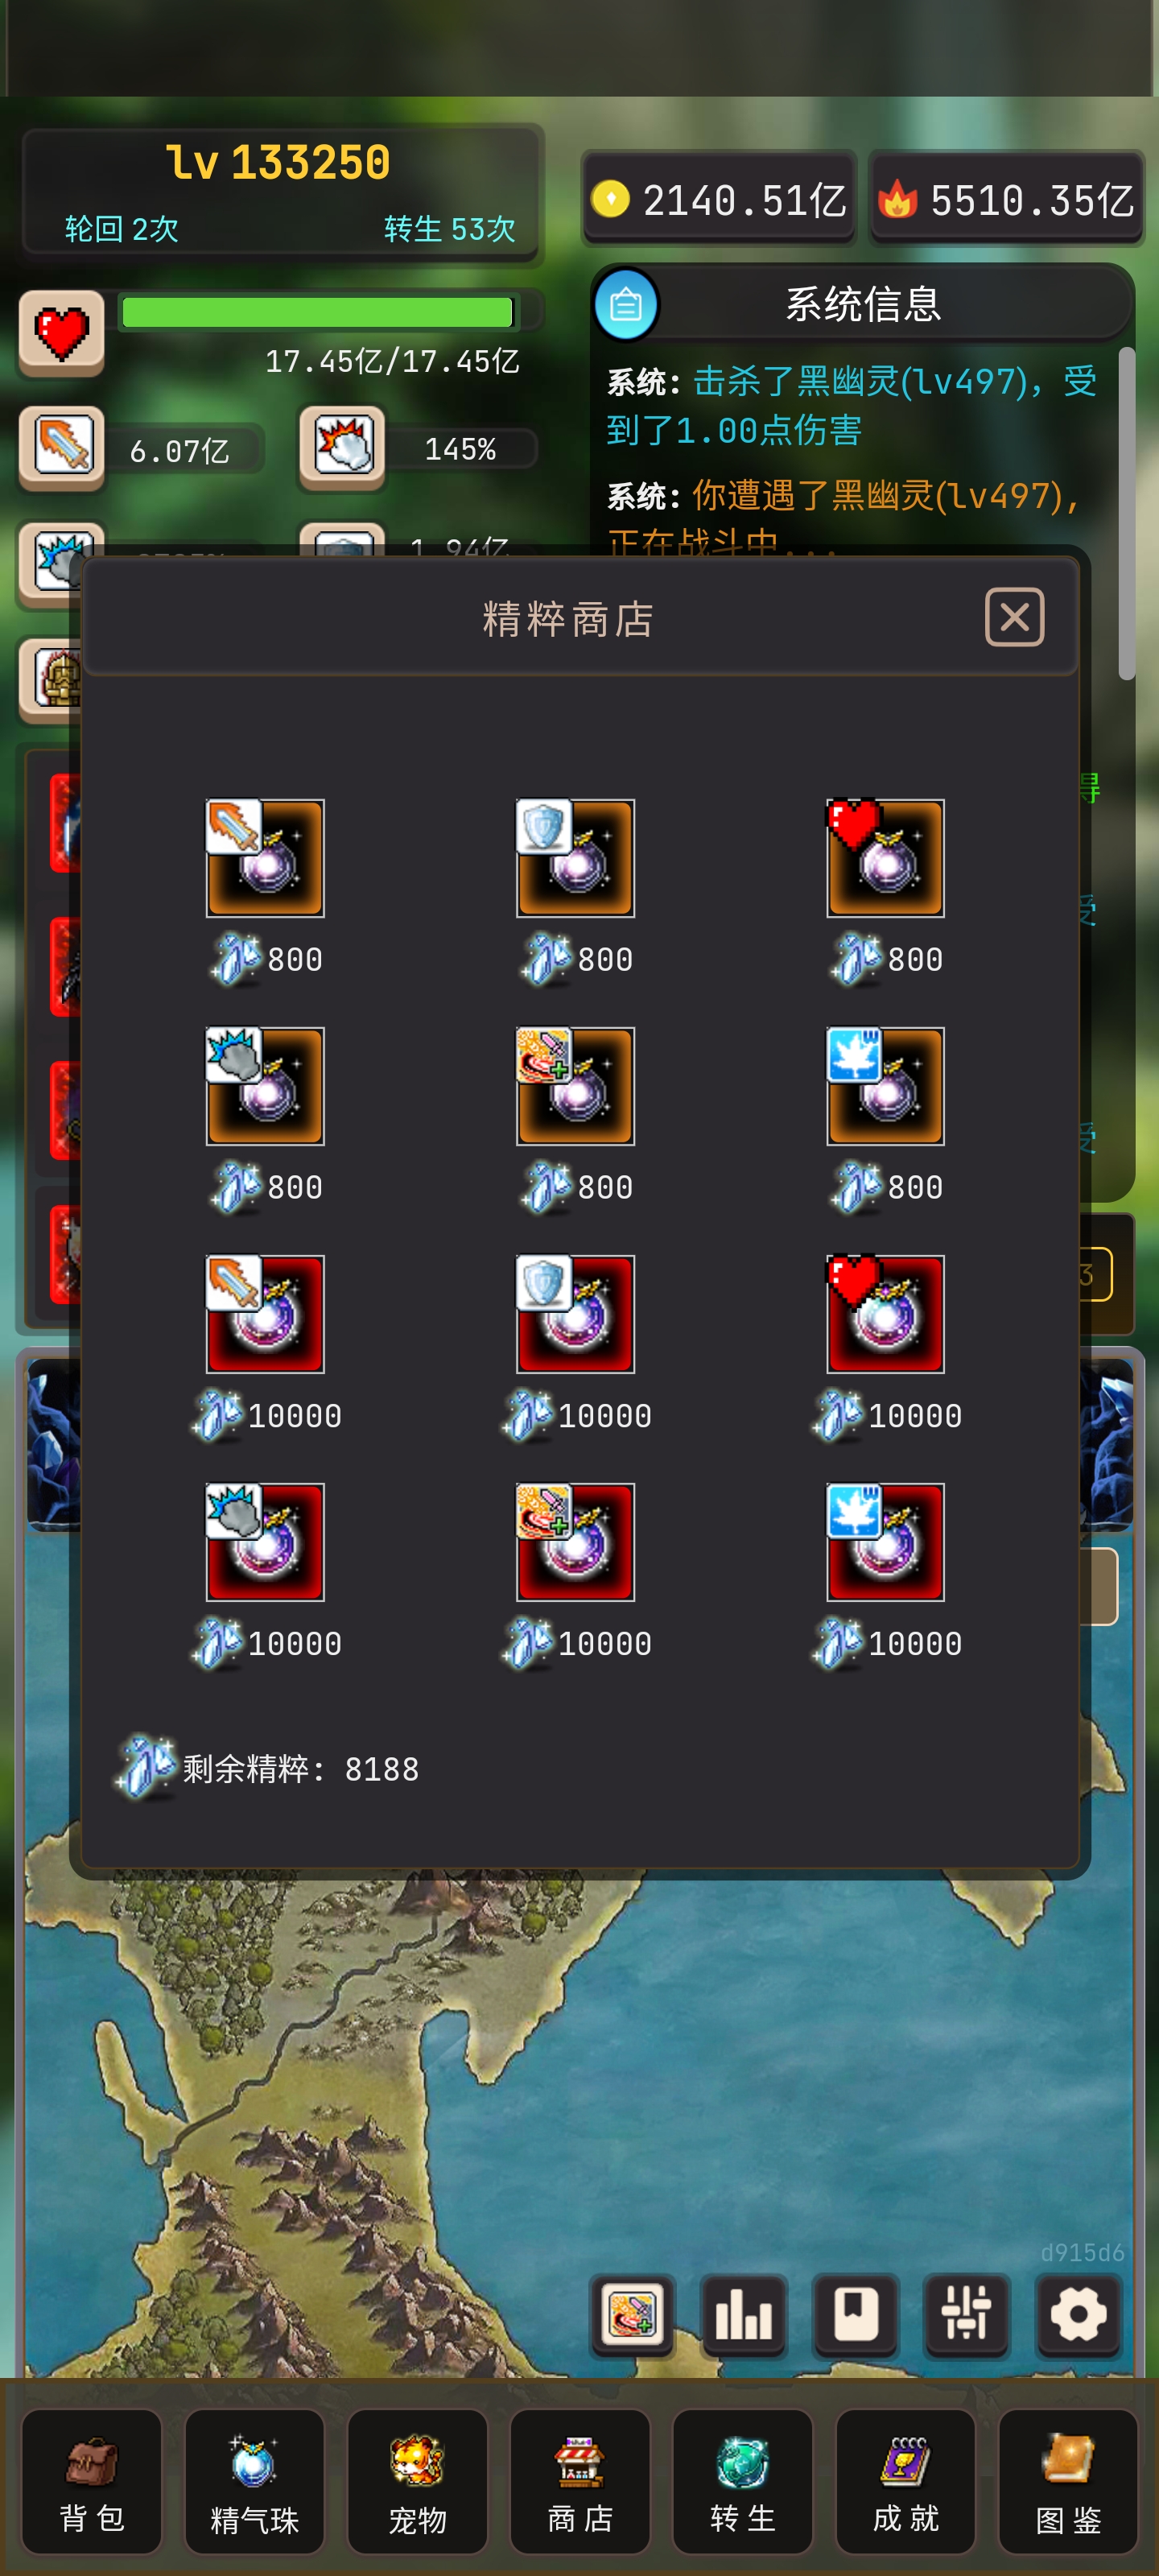 lv 133250
轮回 2次
转生 53次
2140.51亿
5510.35亿
17.45亿/17.45亿
6.07亿
145%
1.94亿
系统信息
系统: 击杀了黑幽灵(lv497)，受
到了1.00点伤害
系统: 你遭遇了黑幽灵(lv497)，
正在战斗中...
精粹商店
得
受
800
800
800
800
800
800
受
3
10000
10000
10000
10000
10000
10000
剩余精粹: 8188
d915d6
背包
精气珠
宠物
商店
转生
成就
图鉴